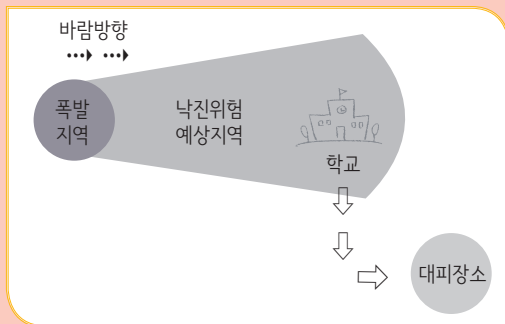 바람방향
폭발
지역
낙진위험
예상지역
학교
대피장소